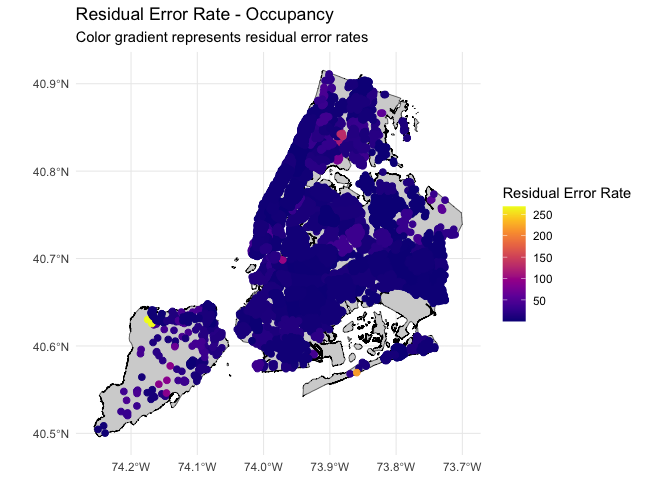 Residual Error Rate - Occupancy
Color gradient represents residual error rates
40.9°N
40.8°N
40.7°N
40.6°N
40.5°N
74.2°W 74.1°W 74.0°W 73.9°W 73.8°W 73.7°W
Residual Error Rate
250
200
150
100
50